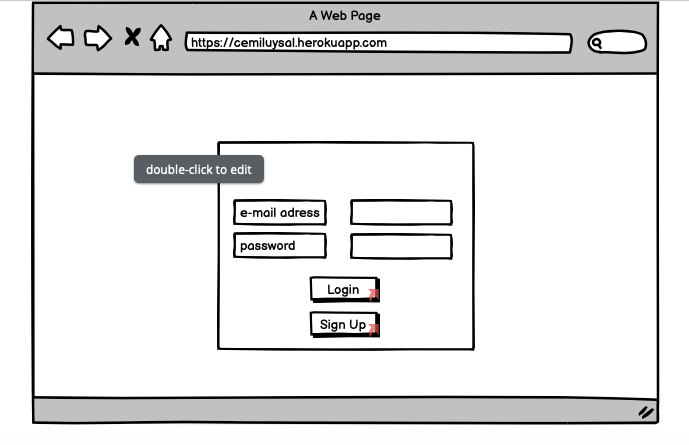 A Web Page
https://cemiluysal.herokuapp.com
double-click to edit
e-mail adress
password
Login
Sign Up